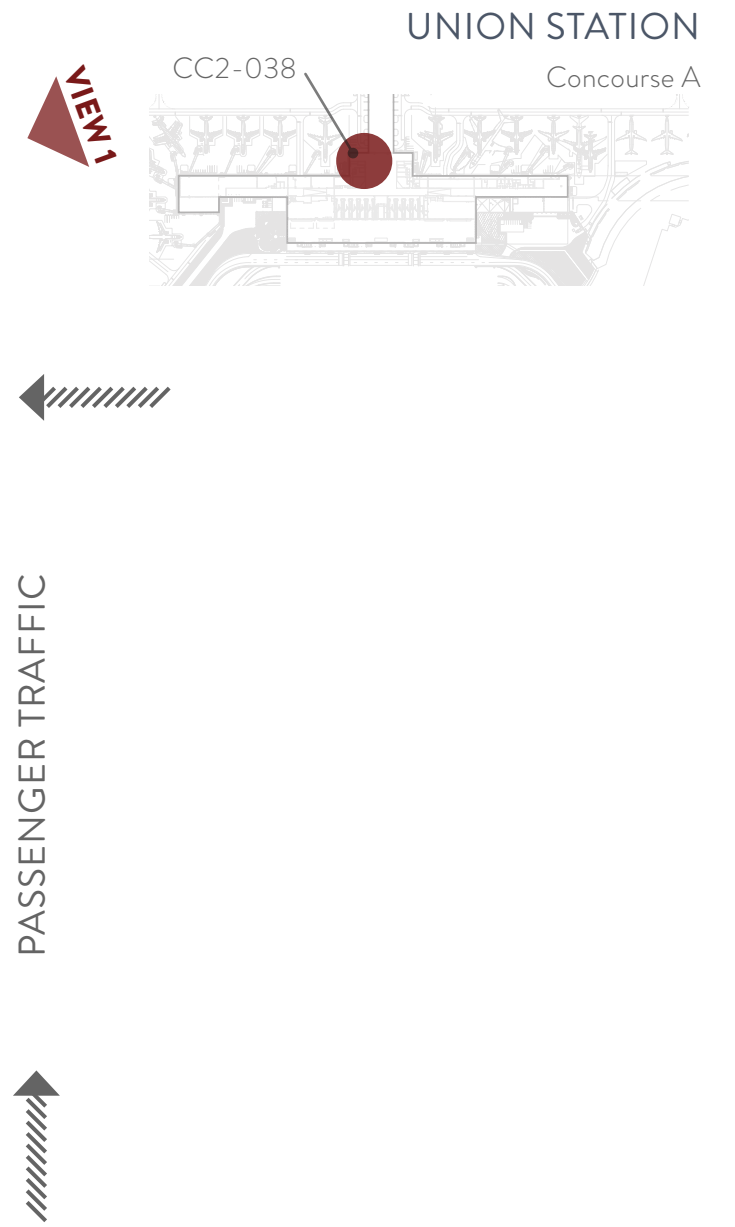 UNION STATION
Concourse A
CC2-038
VIEW 1
PASSENGER TRAFFIC